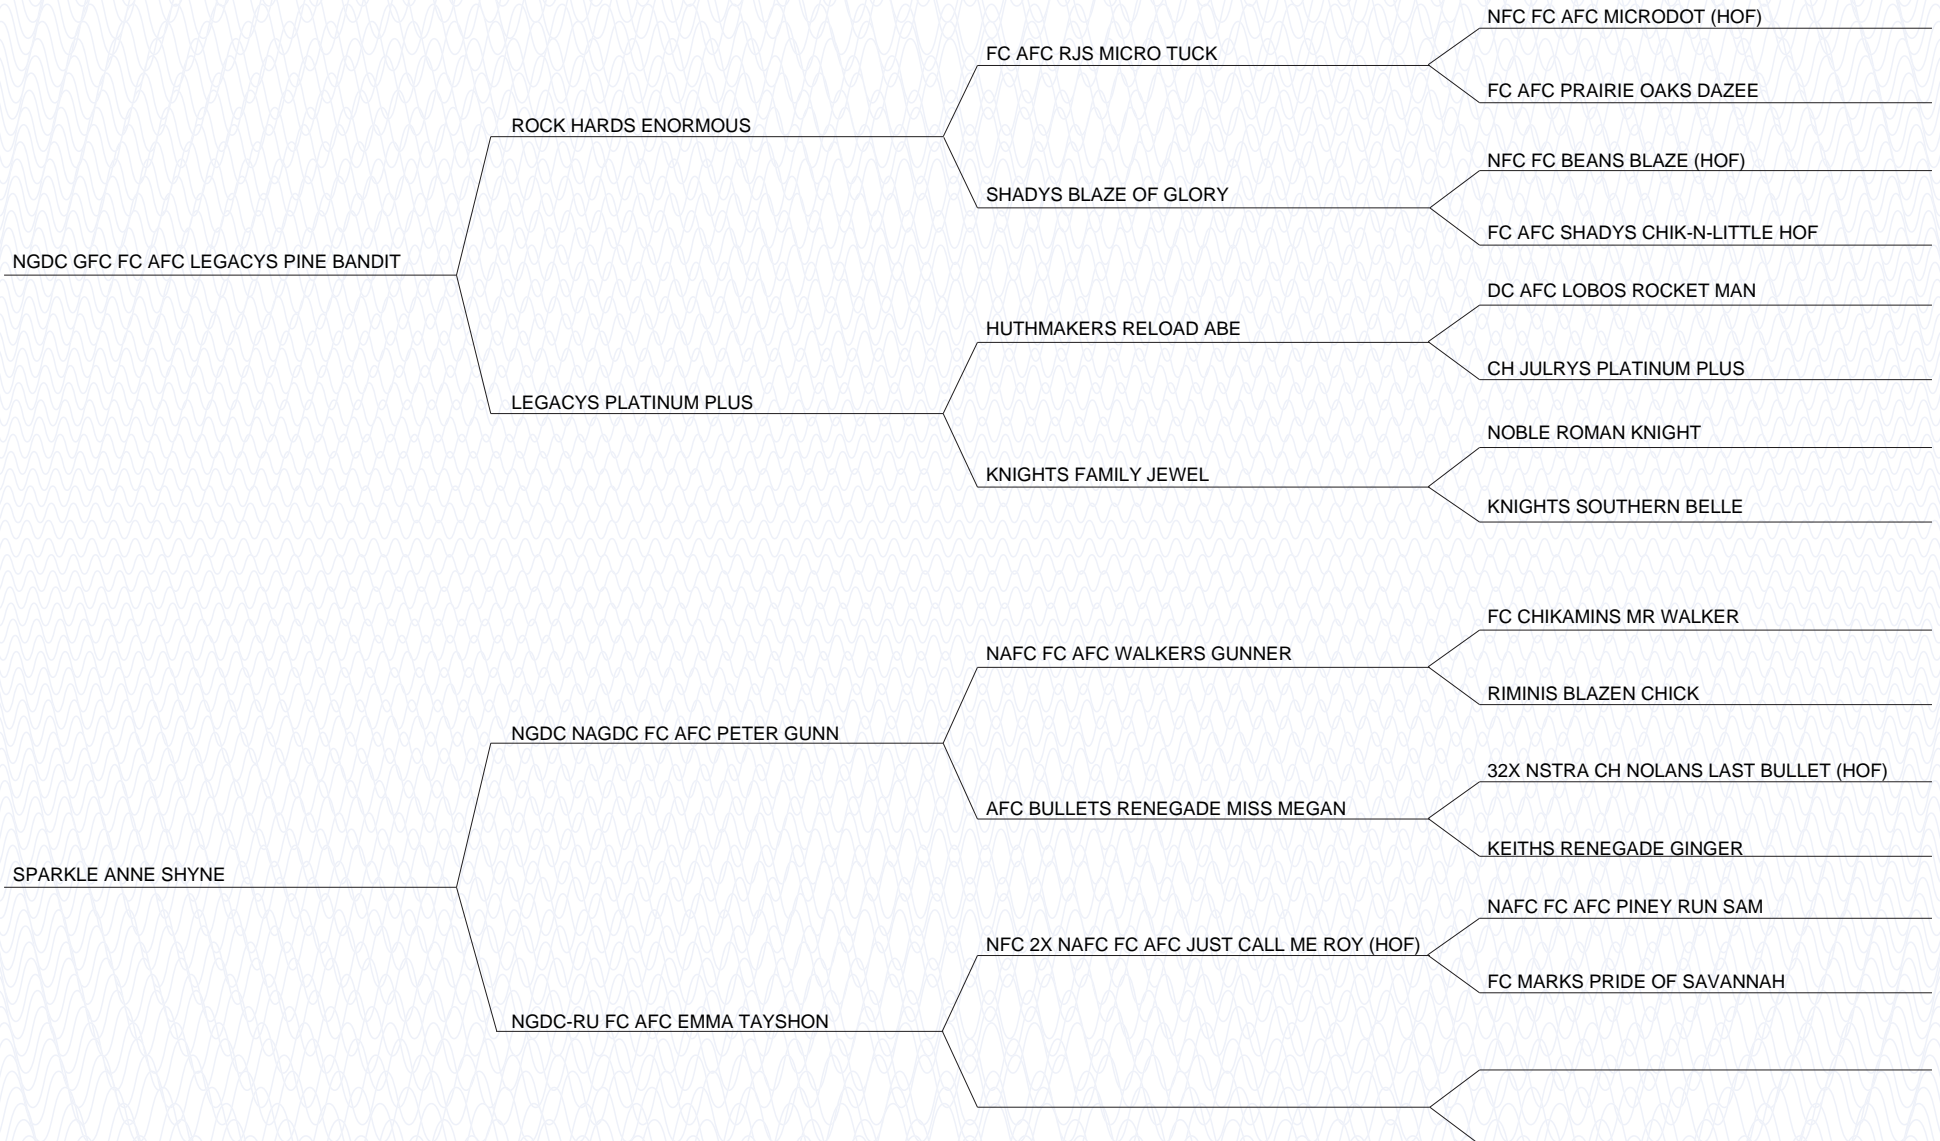 NFC FC AFC MICRODOT (HOF)
FC AFC RJS MICRO TUCK
FC AFC PRAIRIE OAKS DAZEE
ROCK HARDS ENORMOUS
NFC FC BEANS BLAZE (HOF)
SHADYS BLAZE OF GLORY
FC AFC SHADYS CHIK-N-LITTLE HOF
NGDC GFC FC AFC LEGACYS PINE BANDIT
DC AFC LOBOS ROCKET MAN
HUTHMAKERS RELOAD ABE
CH JULRYS PLATINUM PLUS
LEGACYS PLATINUM PLUS
NOBLE ROMAN KNIGHT
KNIGHTS FAMILY JEWEL
KNIGHTS SOUTHERN BELLE
FC CHIKAMINS MR WALKER
NAFC FC AFC WALKERS GUNNER
RIMINIS BLAZEN CHICK
NGDC NAGDC FC AFC PETER GUNN
32X NSTRA CH NOLANS LAST BULLET (HOF)
AFC BULLETS RENEGADE MISS MEGAN
KEITHS RENEGADE GINGER
SPARKLE ANNE SHYNE
NAFC FC AFC PINEY RUN SAM
NFC 2X NAFC FC AFC JUST CALL ME ROY (HOF)
FC MARKS PRIDE OF SAVANNAH
NGDC-RU FC AFC EMMA TAYSHON